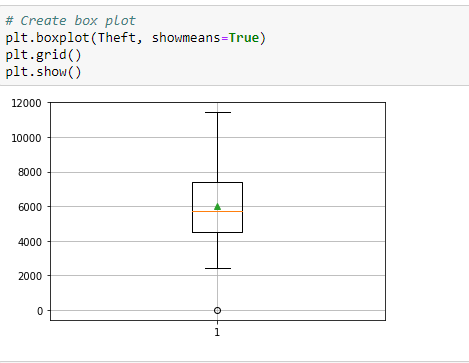 # Create box plot
plt.boxplot(Theft, showmeans=True)
plt.grid()
plt.show()
12000
10000
8000
6000
4000
2000
0
1